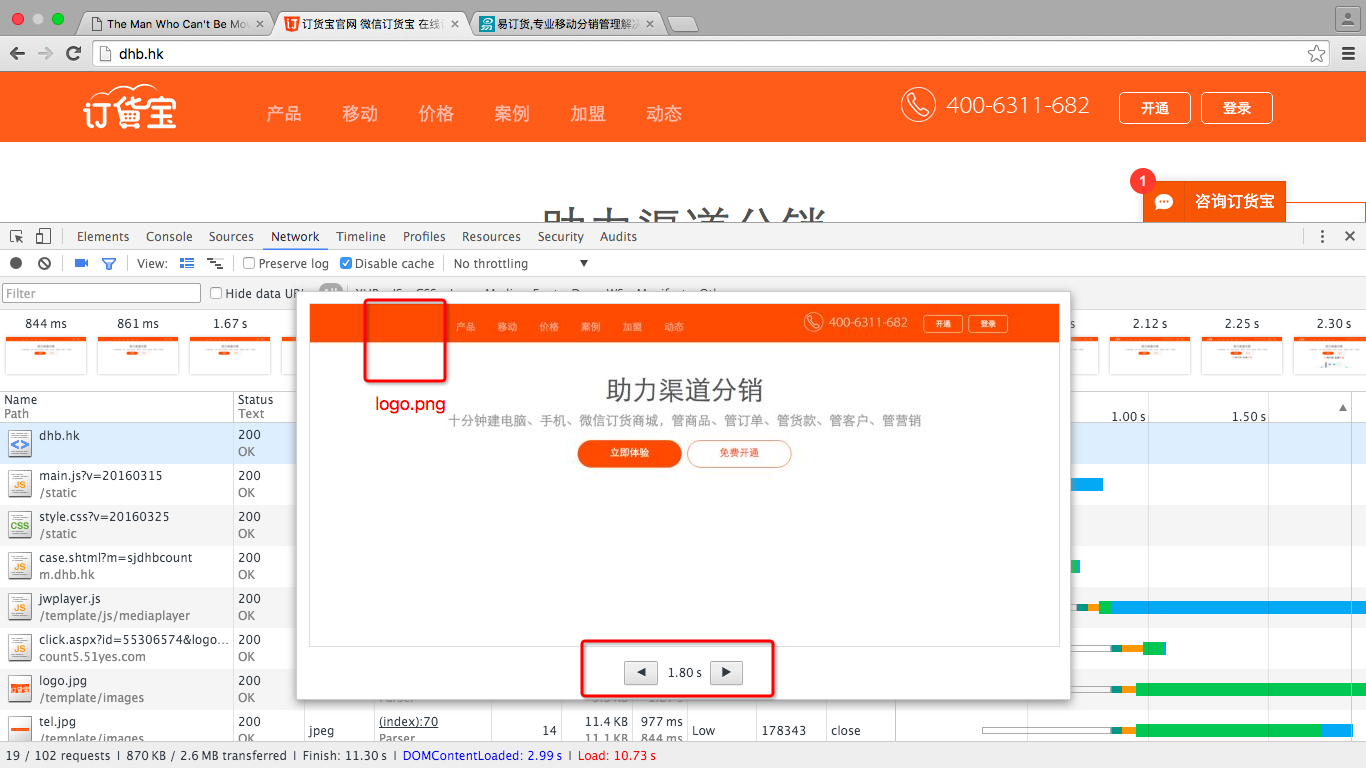 The Man Who Can't Be Mov
订货宝官网 微信订货宝 在线订
易订货,专业移动分销管理解决
dhb.hk
订货宝
产品 移动 价格 案例 加盟 动态
400-6311-682
开通 登录
助力渠道分销
1
咨询订货宝
Elements Console Sources Network Timeline Profiles Resources Security Audits
View: Preserve log Disable cache No throttling
Filter Hide data URL All
844 ms 861 ms 1.67 s 2.12 s 2.25 s 2.30 s
产品 移动 价格 案例 加盟 动态 400-6311-682 开通 登录
logo.png
助力渠道分销
十分钟建电脑、手机、微信订货商城，管商品、管订单、管货款、管客户、管营销
立即体验 免费开通
◀ 1.80 s ▶
Name Status
Path Text
1.00 s 1.50 s
dhb.hk 200
OK
main.js?v=20160315 200
/static OK
style.css?v=20160325 200
/static OK
case.shtml?m=sjdhbcount 200
m.dhb.hk OK
jwplayer.js 200
/template/js/mediaplayer OK
click.aspx?id=55306574&logo... 200
count5.51yes.com OK
logo.jpg 200
/template/images OK
tel.jpg 200 jpeg (index):70 14 11.4 KB 977 ms Low 178343 close
/template/images OK Parser 11.1 KB 844 ms
19 / 102 requests | 870 KB / 2.6 MB transferred | Finish: 11.30 s | DOMContentLoaded: 2.99 s | Load: 10.73 s